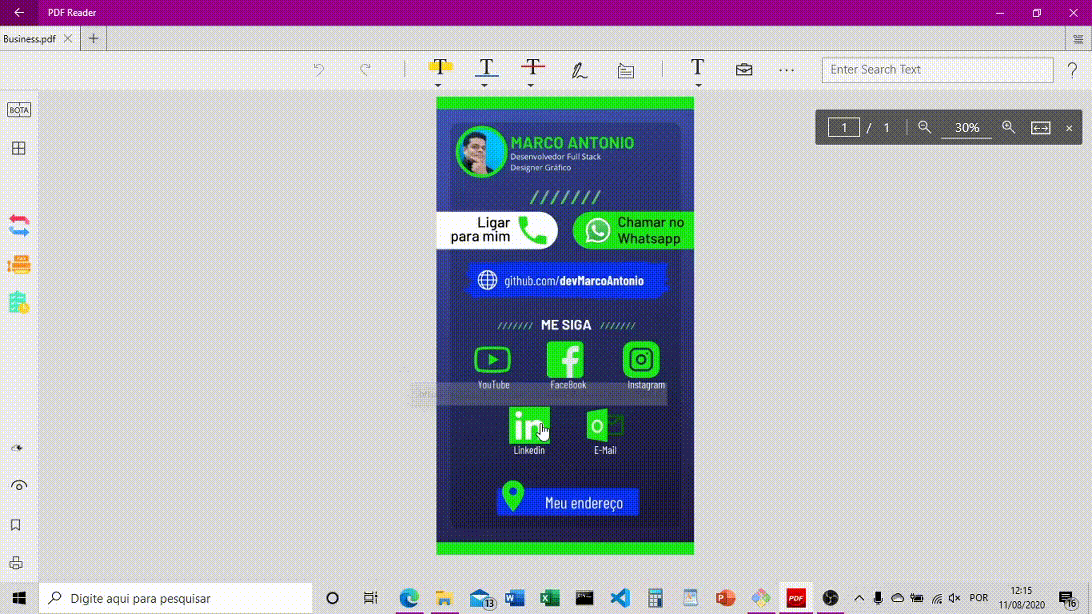 PDF Reader
Business.pdf
T T T T
Enter Search Text
?
BOTA
1 / 1 30%
MARCO ANTONIO
Desenvolvedor Full Stack
Designer Gráfico
///////
Ligar
para mim
Chamar no
Whatsapp
github.com/devMarcoAntonio
/////// ME SIGA ///////
YouTube
FaceBook
Instagram
in
Linkedin
E-Mail
Meu endereço
Digite aqui para pesquisar
13
PDF
POR
12:15
11/08/2020
16